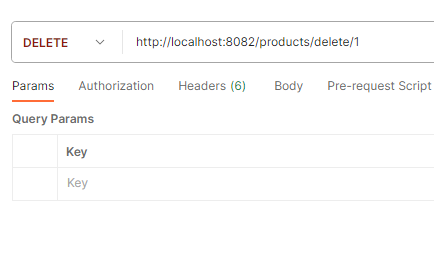 DELETE http://localhost:8082/products/delete/1
Params Authorization Headers (6) Body Pre-request Script
Query Params
Key
Key